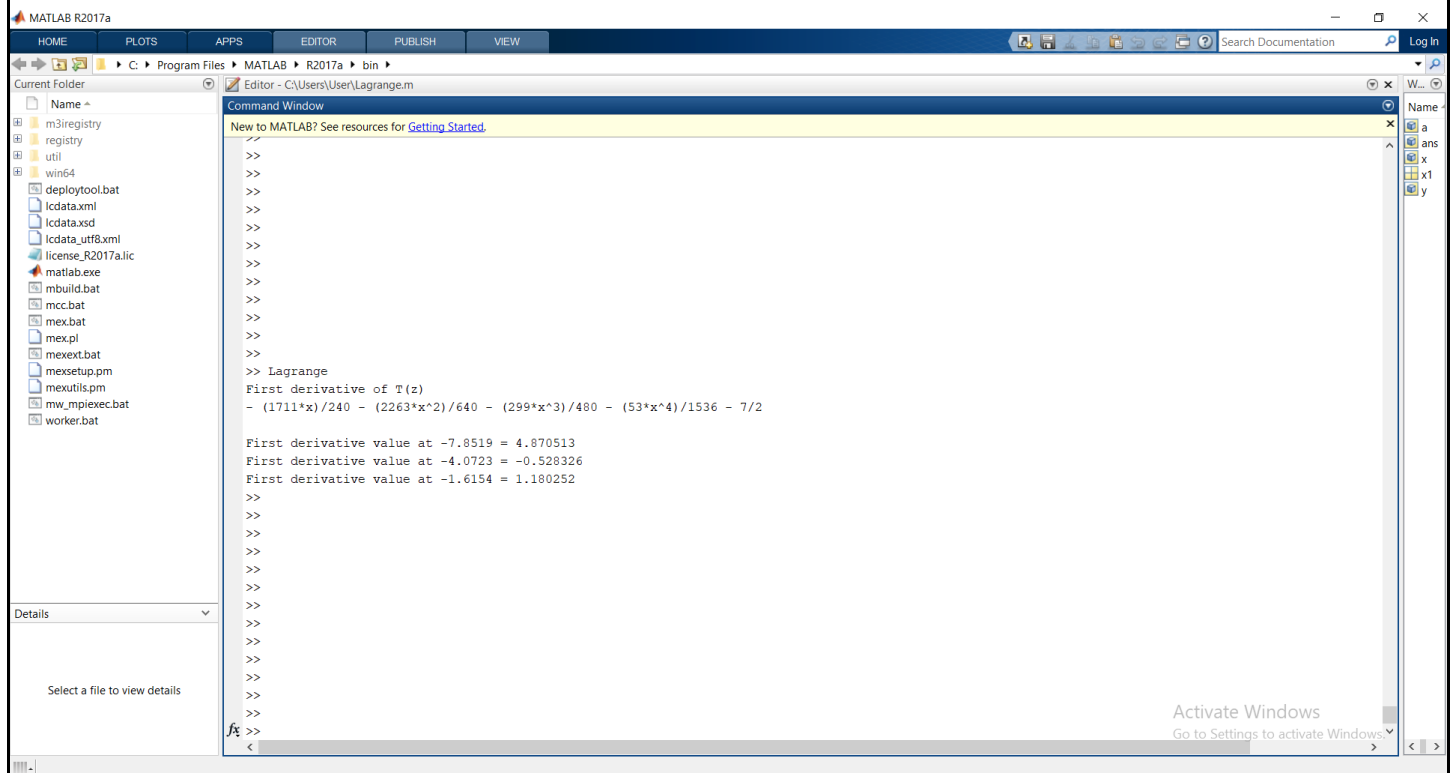 MATLAB R2017a
HOME PLOTS APPS EDITOR PUBLISH VIEW Search Documentation Log In
C: Program Files MATLAB R2017a bin
Current Folder
Name
m3iregistry
registry
util
win64
deploytool.bat
lcdata.xml
lcdata.xsd
lcdata_utf8.xml
license_R2017a.lic
matlab.exe
mbuild.bat
mcc.bat
mex.bat
mex.pl
mexext.bat
mexsetup.pm
mexutils.pm
mw_mpiexec.bat
worker.bat
Details
Select a file to view details
Editor - C:\Users\User\Lagrange.m
Command Window
New to MATLAB? See resources for Getting Started.
>>
>>
>>
>>
>>
>>
>>
>>
>>
>>
>>
>>
>>
>> Lagrange
First derivative of T(z)
- (1711*x)/240 - (2263*x^2)/640 - (299*x^3)/480 - (53*x^4)/1536 - 7/2
First derivative value at -7.8519 = 4.870513
First derivative value at -4.0723 = -0.528326
First derivative value at -1.6154 = 1.180252
>>
>>
>>
>>
>>
>>
>>
>>
>>
>>
>>
>>
>>
fx >>
W...
Name
a
ans
x
x1
y
Activate Windows
Go to Settings to activate Windows.